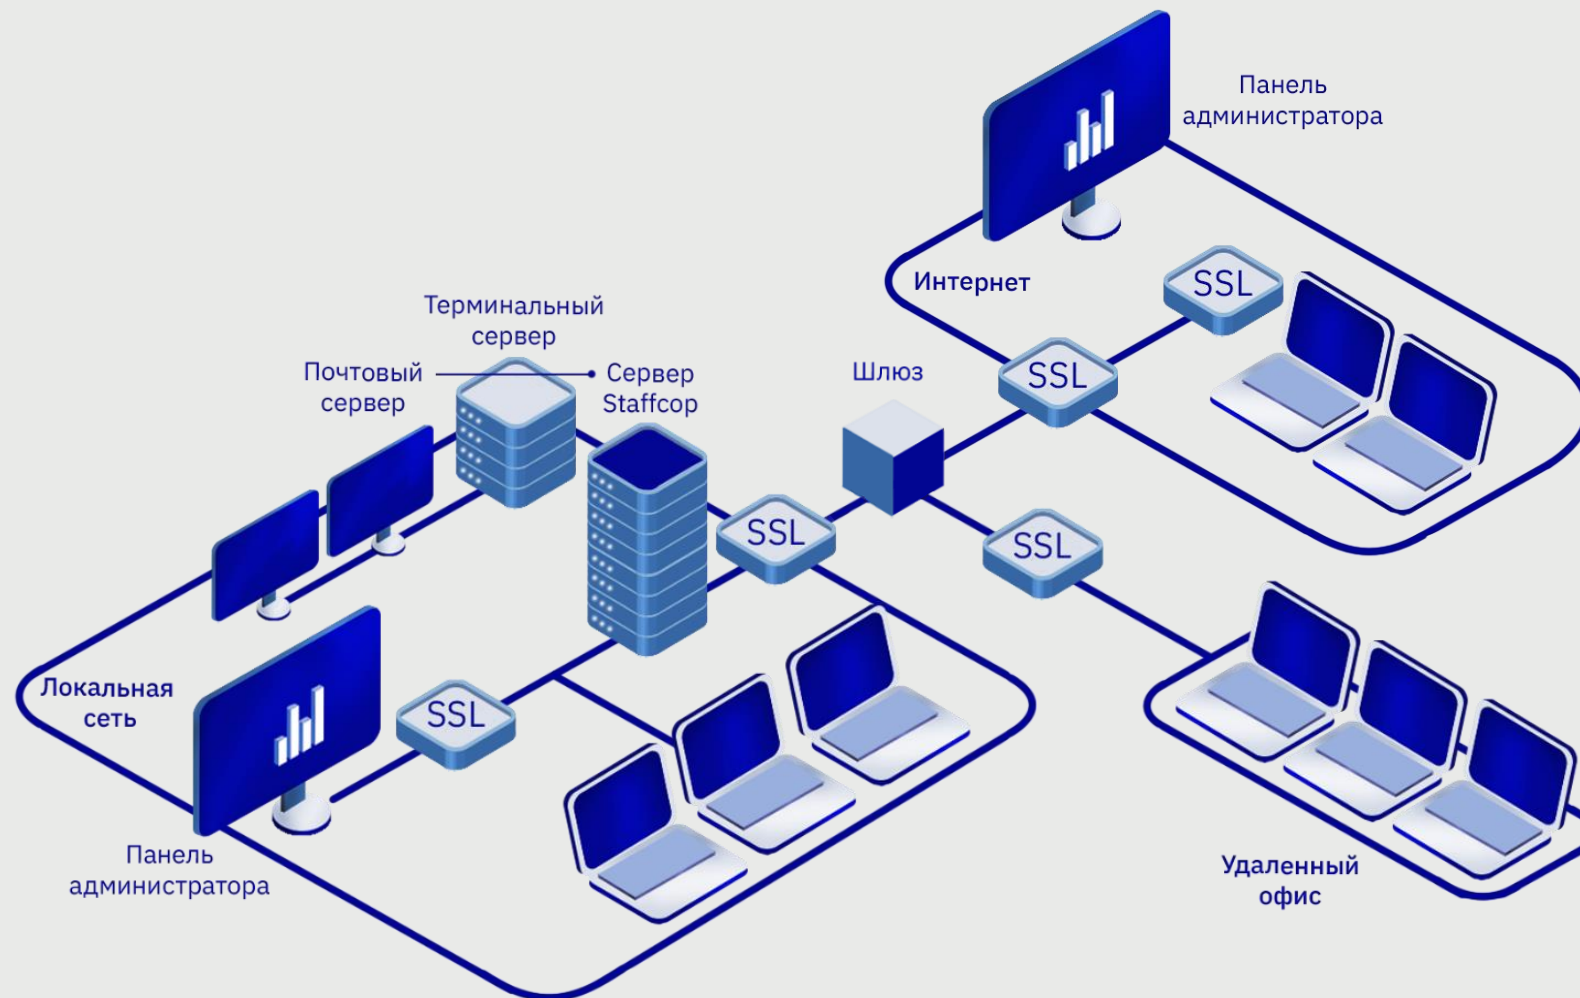 Панель
администратора
Интернет
SSL
Терминальный
сервер
Почтовый
сервер
Сервер
Staffcop
Шлюз
SSL
SSL
SSL
Локальная
сеть
SSL
Панель
администратора
Удаленный
офис